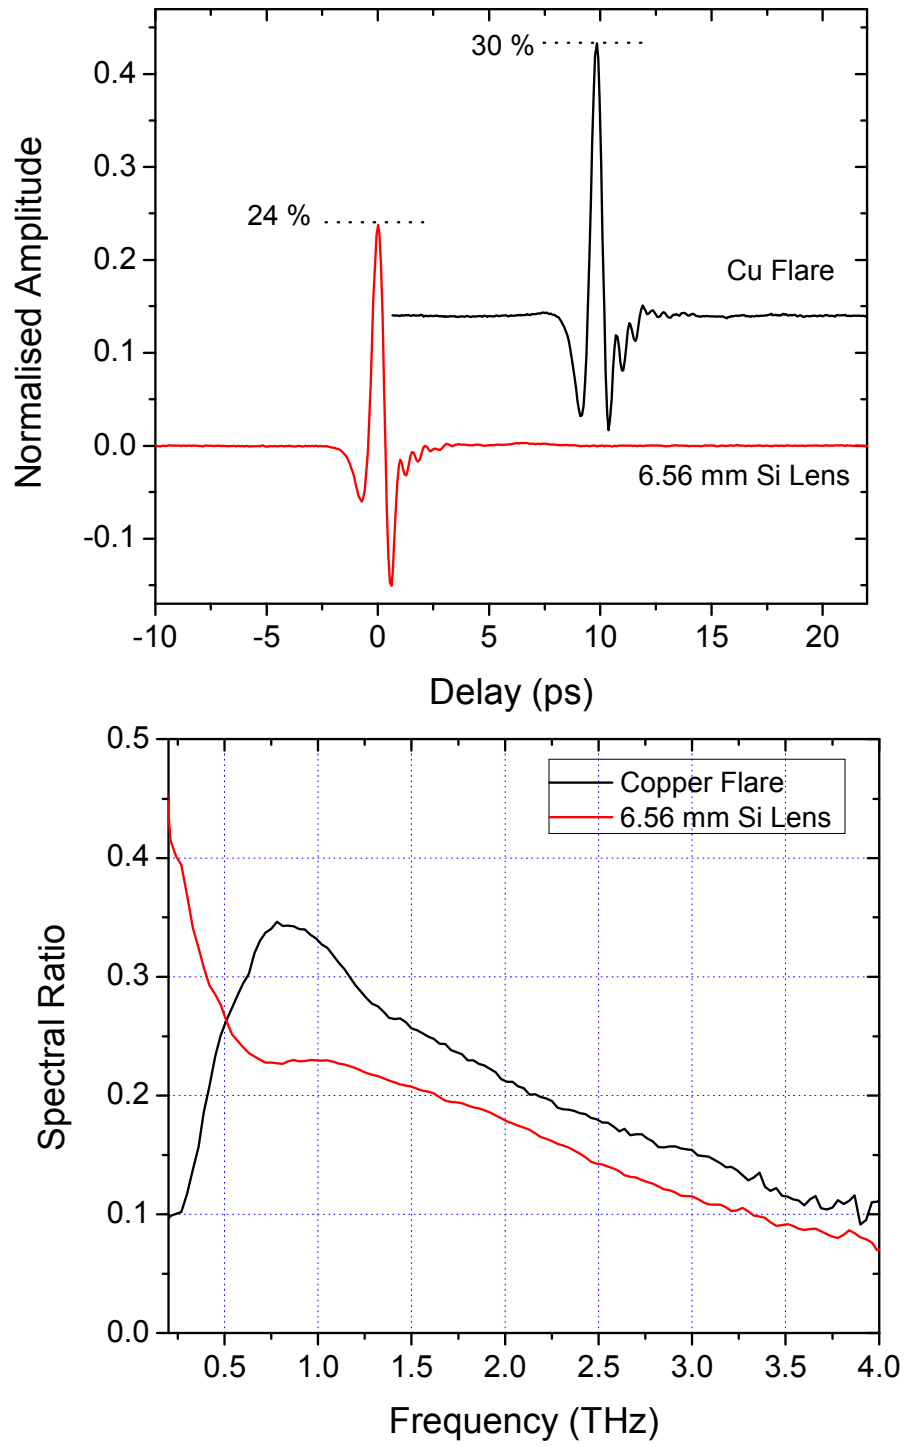 30 %
0.4
0.3
24 %
Cu Flare
0.2
0.1
0.0
6.56 mm Si Lens
-0.1
Normalised Amplitude
-10 -5 0 5 10 15 20
Delay (ps)
0.5
Copper Flare
6.56 mm Si Lens
0.4
0.3
0.2
0.1
0.0
Spectral Ratio
0.5 1.0 1.5 2.0 2.5 3.0 3.5 4.0
Frequency (THz)